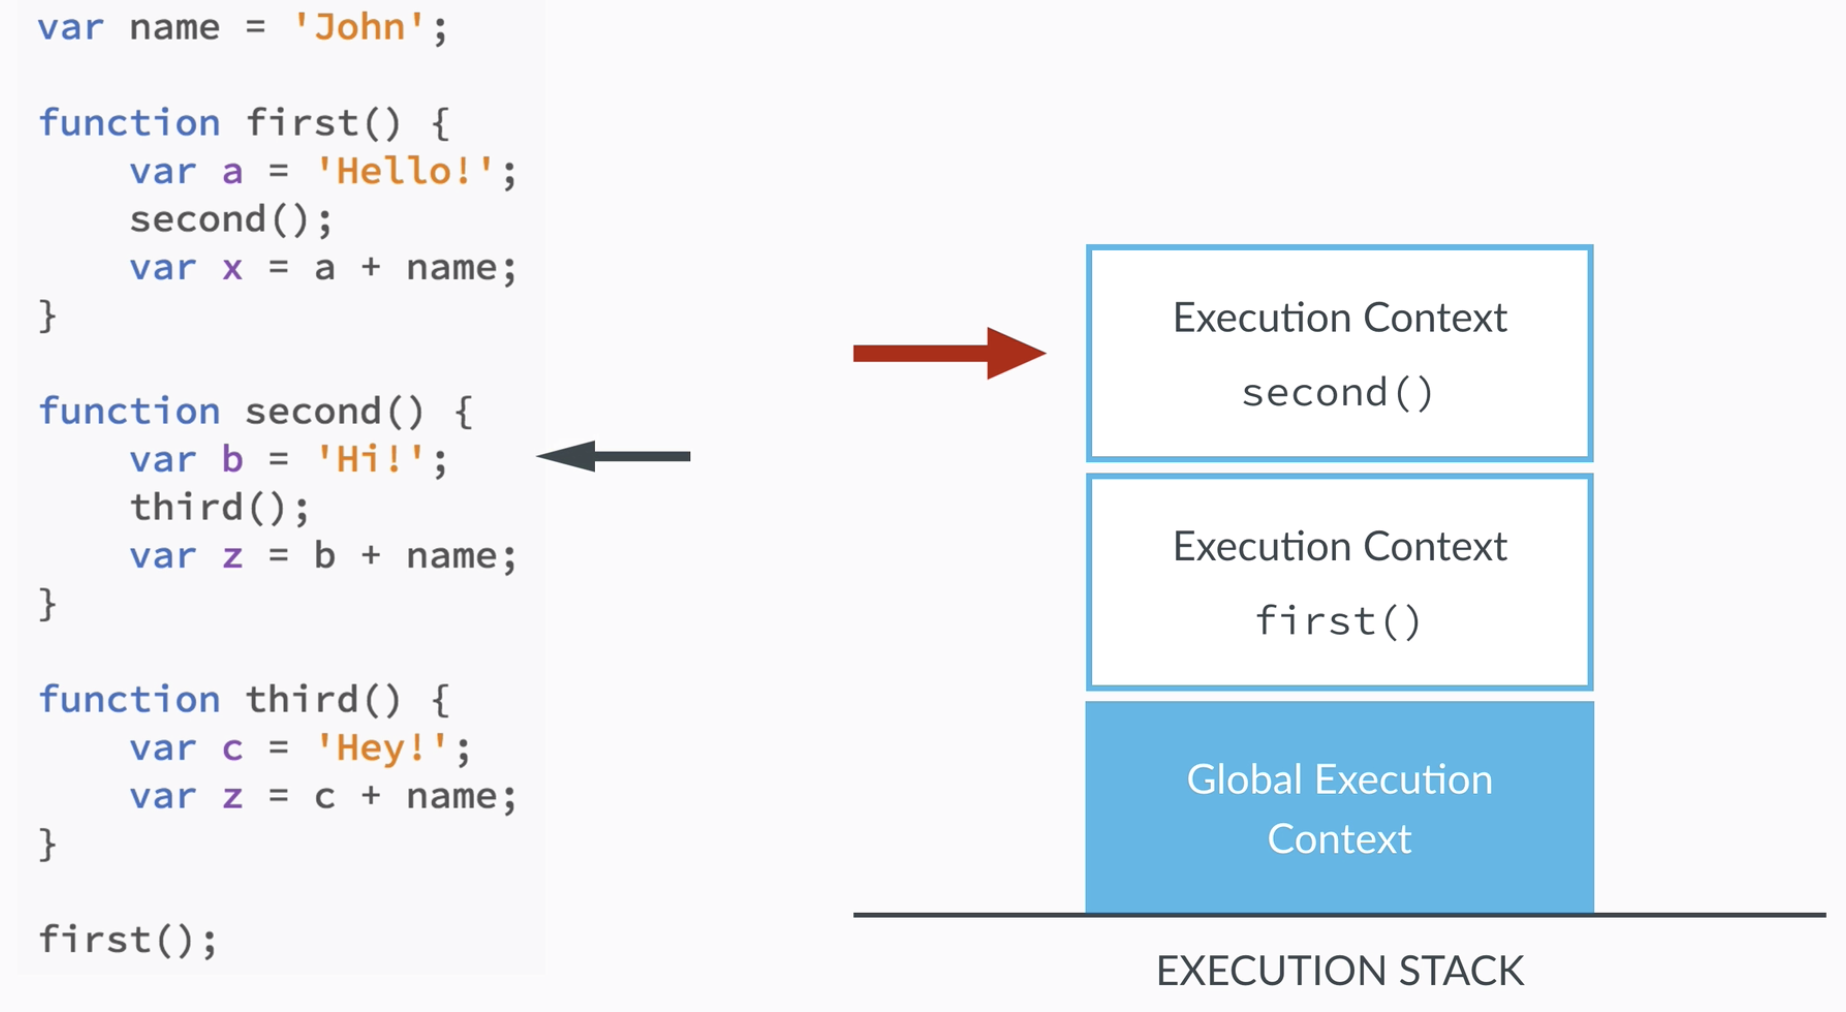 var name = 'John';
function first() {
    var a = 'Hello!';
    second();
    var x = a + name;
}
function second() {
    var b = 'Hi!';
    third();
    var z = b + name;
}
function third() {
    var c = 'Hey!';
    var z = c + name;
}
first();
Execution Context
second()
Execution Context
first()
Global Execution
Context
EXECUTION STACK